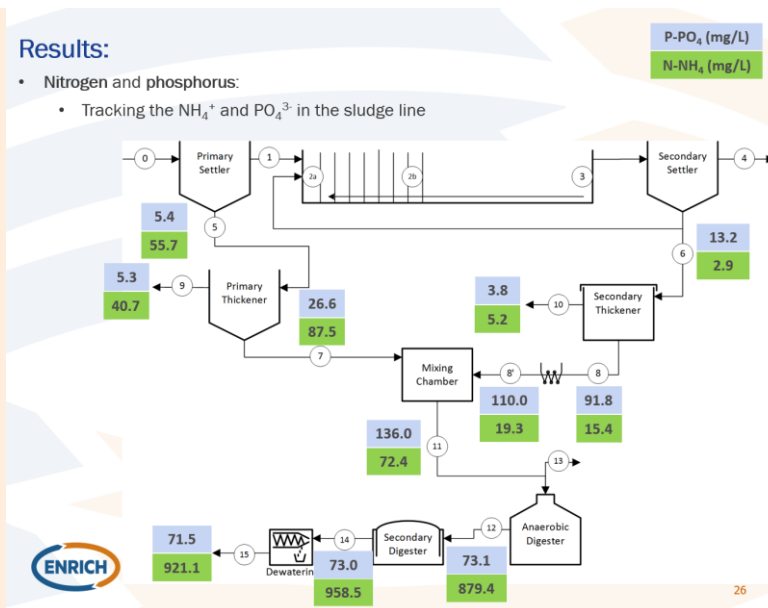 Results:
P-PO₄ (mg/L)
N-NH₄ (mg/L)
• Nitrogen and phosphorus:
• Tracking the NH₄⁺ and PO₄³⁻ in the sludge line
0
Primary
Settler
1
2a
2b
3
Secondary
Settler
4
5.4
55.7
5
6
13.2
2.9
5.3
40.7
9
Primary
Thickener
26.6
87.5
3.8
5.2
10
Secondary
Thickener
7
Mixing
Chamber
8'
8
110.0
19.3
91.8
15.4
136.0
72.4
11
13
71.5
921.1
15
Dewaterin
14
73.0
958.5
Secondary
Digester
12
73.1
879.4
Anaerobic
Digester
ENRICH
26